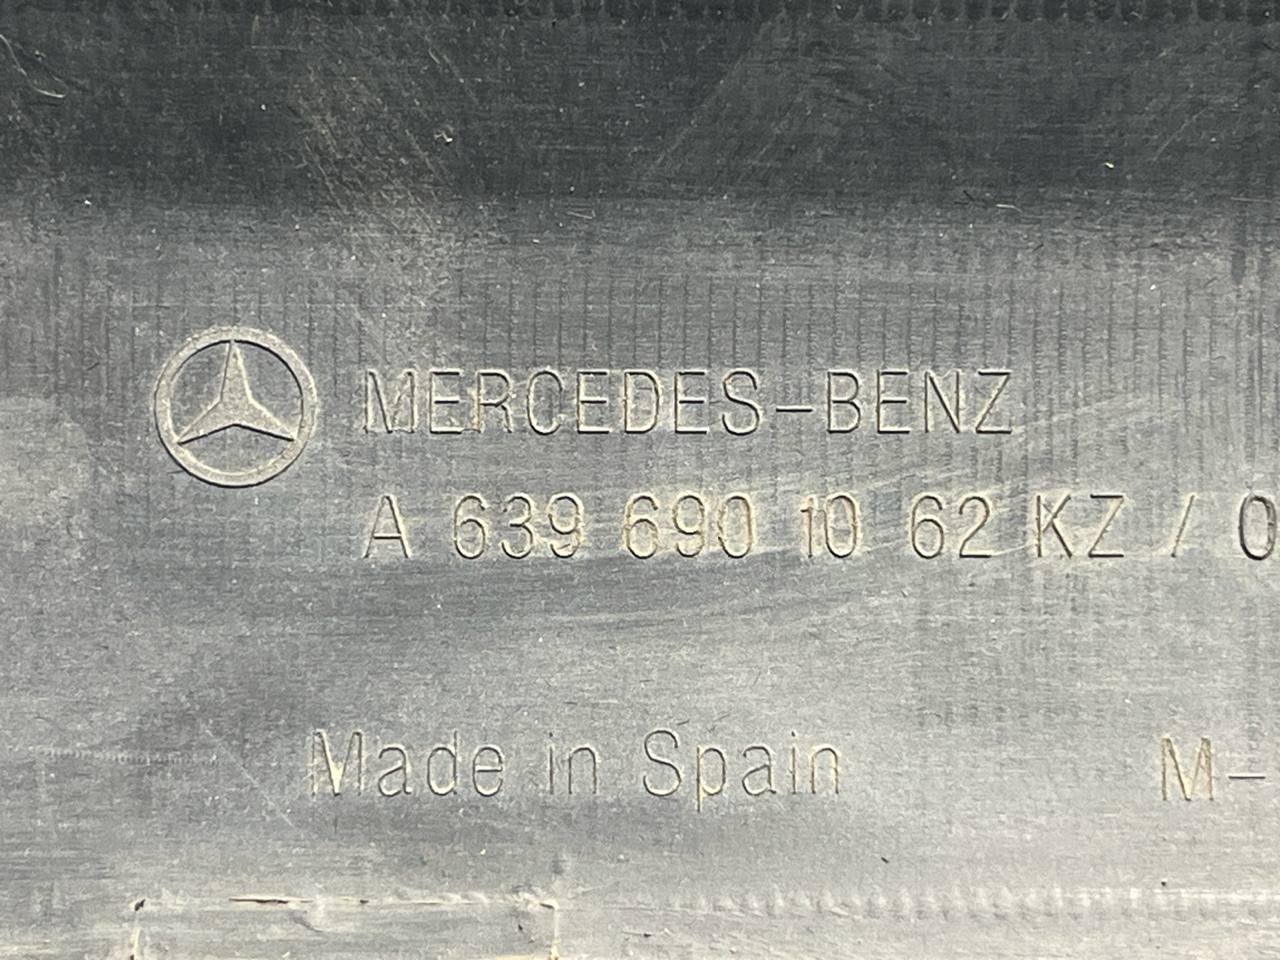 MERCEDES-BENZ
A 639 690 10 62 KZ / 0
Made in Spain M-